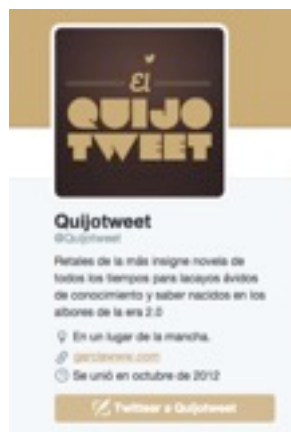 El
QUIJO
TWEET
Quijotweet
@Quijotweet
Retales de la más insigne novela de
todos los tiempos para lacayos ávidos
de conocimiento y saber nacidos en los
albores de la era 2.0
En un lugar de la mancha.
Se unió en octubre de 2012
Twittear a Quijotweet